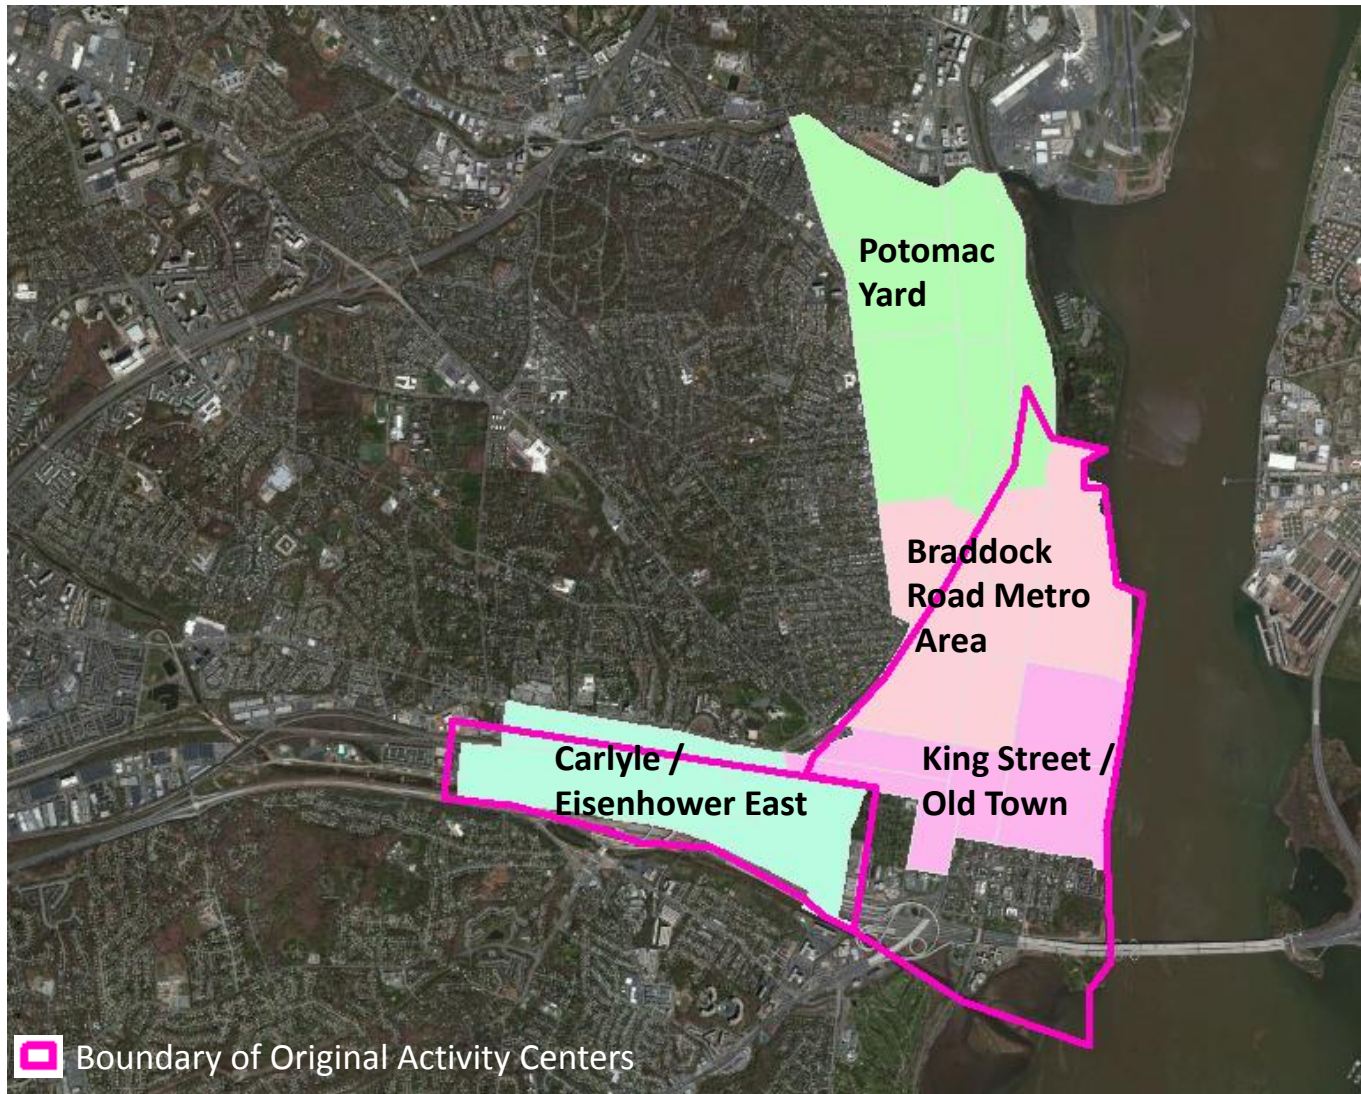 Potomac
Yard
Braddock
Road Metro
Area
Carlyle /
Eisenhower East
King Street /
Old Town
Boundary of Original Activity Centers